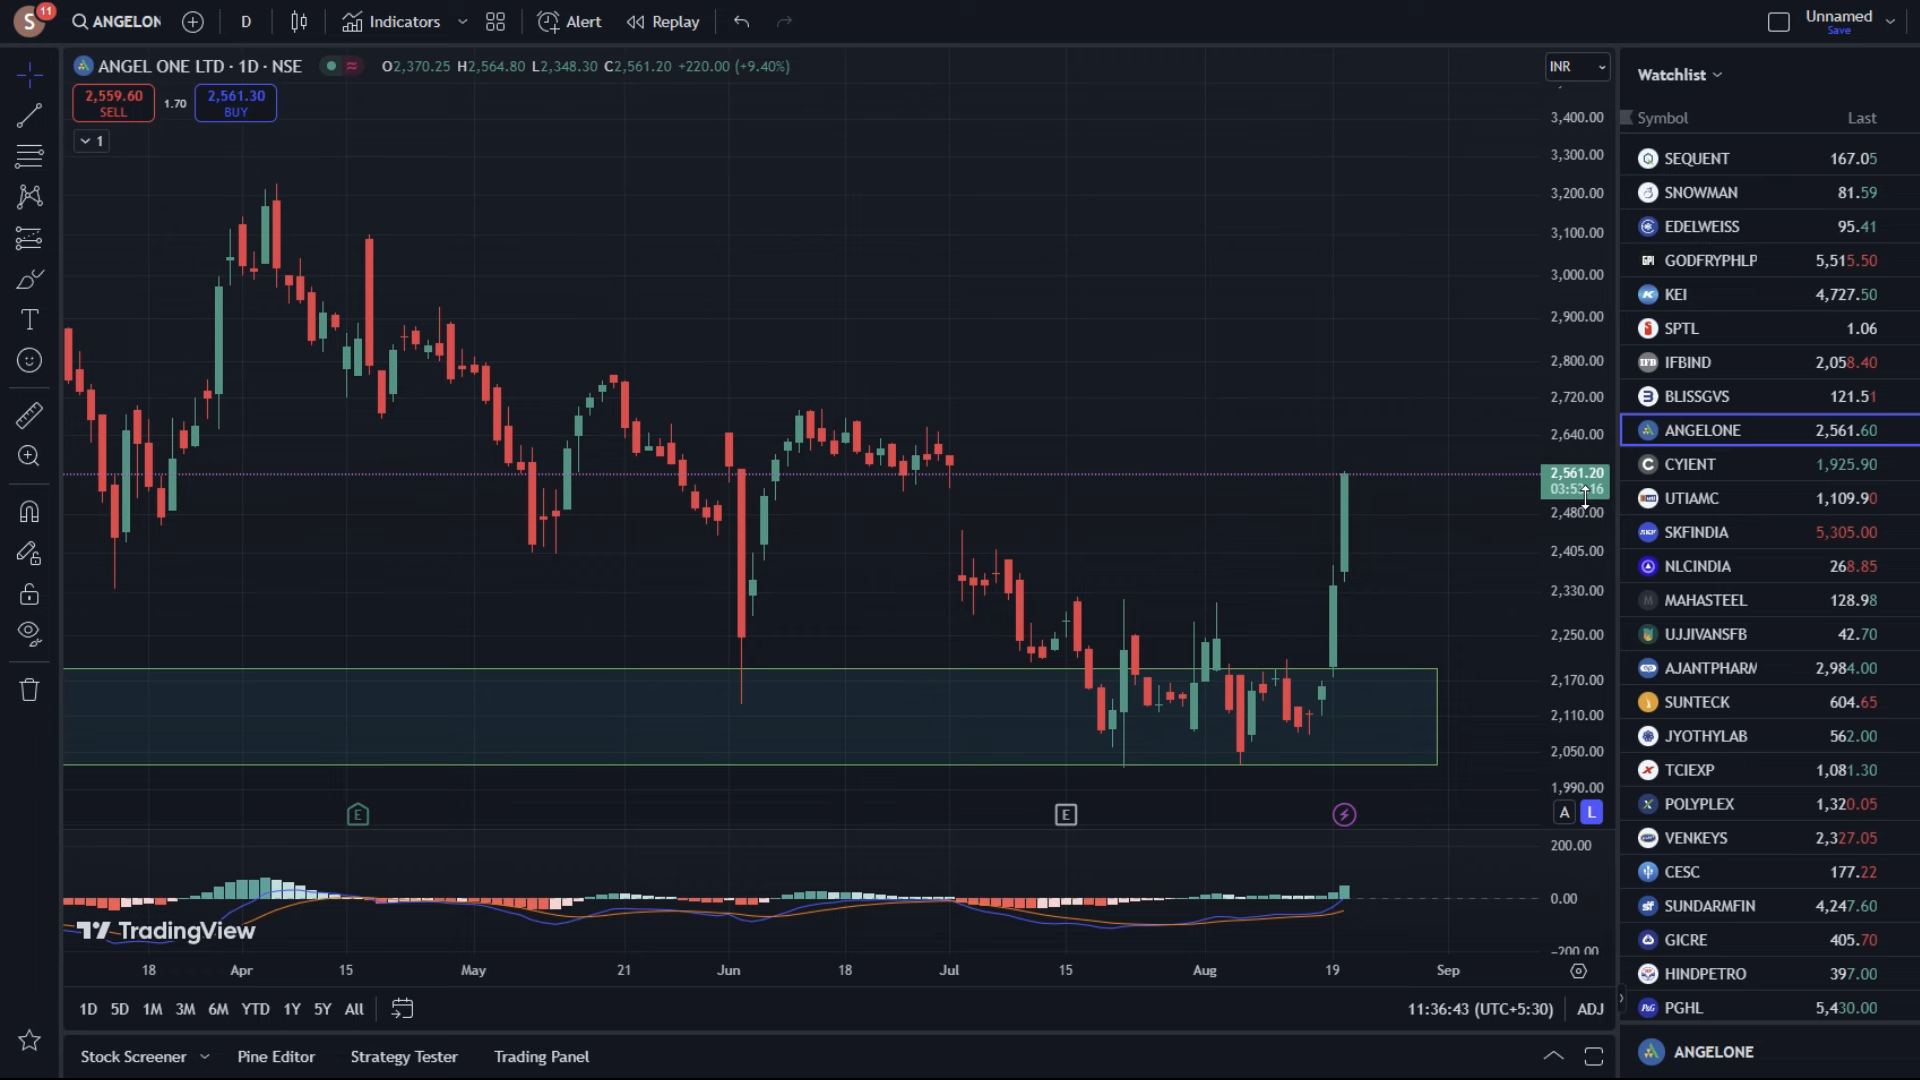 S 11 ANGELON D Indicators Alert Replay Unnamed
Save
ANGEL ONE LTD · 1D · NSE O2,370.25 H2,564.80 L2,348.30 C2,561.20 +220.00 (+9.40%) INR
2,559.60 SELL 1.70 2,561.30 BUY
1
3,400.00
3,300.00
3,200.00
3,100.00
3,000.00
2,900.00
2,800.00
2,720.00
2,640.00
2,561.20
2,480.00
2,405.00
2,330.00
2,250.00
2,170.00
2,110.00
2,050.00
1,990.00
E E A L
200.00
0.00
-200.00
TradingView
18 Apr 15 May 21 Jun 18 Jul 15 Aug 19 Sep
1D 5D 1M 3M 6M YTD 1Y 5Y All 11:36:43 (UTC+5:30) ADJ
Stock Screener Pine Editor Strategy Tester Trading Panel
Watchlist
Symbol Last
SEQUENT 167.05
SNOWMAN 81.59
EDELWEISS 95.41
GODFRYPHLP 5,515.50
KEI 4,727.50
SPTL 1.06
IFBIND 2,058.40
BLISSGVS 121.51
ANGELONE 2,561.60
CYIENT 1,925.90
UTIAMC 1,109.90
SKFINDIA 5,305.00
NLCINDIA 268.85
MAHASTEEL 128.98
UJJIVANSFB 42.70
AJANTPHARM 2,984.00
SUNTECK 604.65
JYOTHYLAB 562.00
TCIEXP 1,081.30
POLYPLEX 1,320.05
VENKEYS 2,327.05
CESC 177.22
SUNDARMFIN 4,247.60
GICRE 405.70
HINDPETRO 397.00
PGHL 5,430.00
ANGELONE